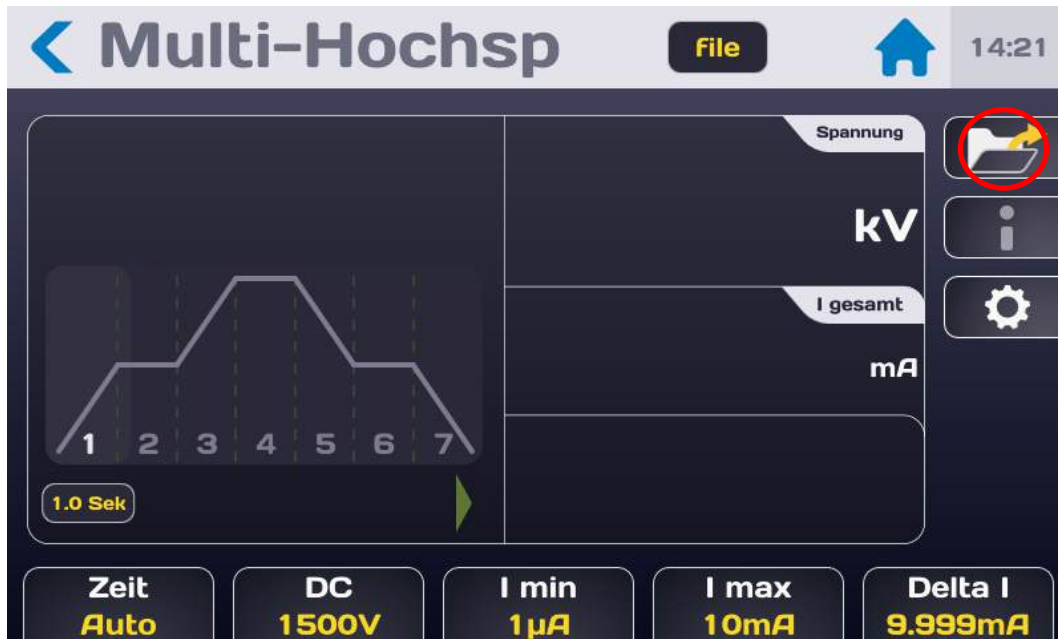 Multi-Hochsp
file
14:21
Spannung
kV
I gesamt
mA
1 2 3 4 5 6 7
1.0 Sek
Zeit
Auto
DC
1500V
I min
1µA
I max
10mA
Delta I
9.999mA